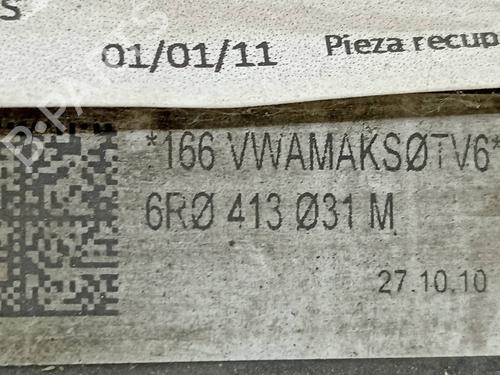 S
01/01/11 Pieza recup
*166 VWAMAKSØTV6*
6RØ 413 Ø31 M
27.10.10